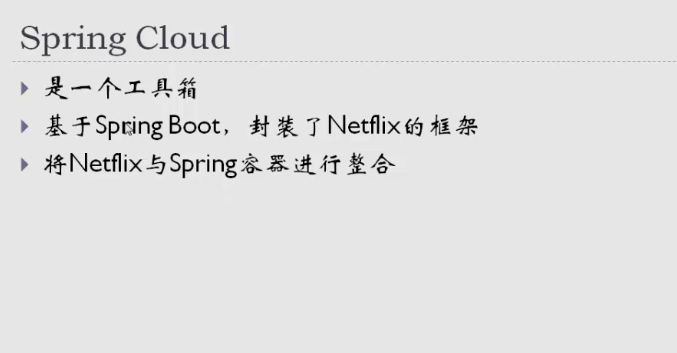 Spring Cloud
是一个工具箱
基于Spring Boot，封装了Netflix的框架
将Netflix与Spring容器进行整合